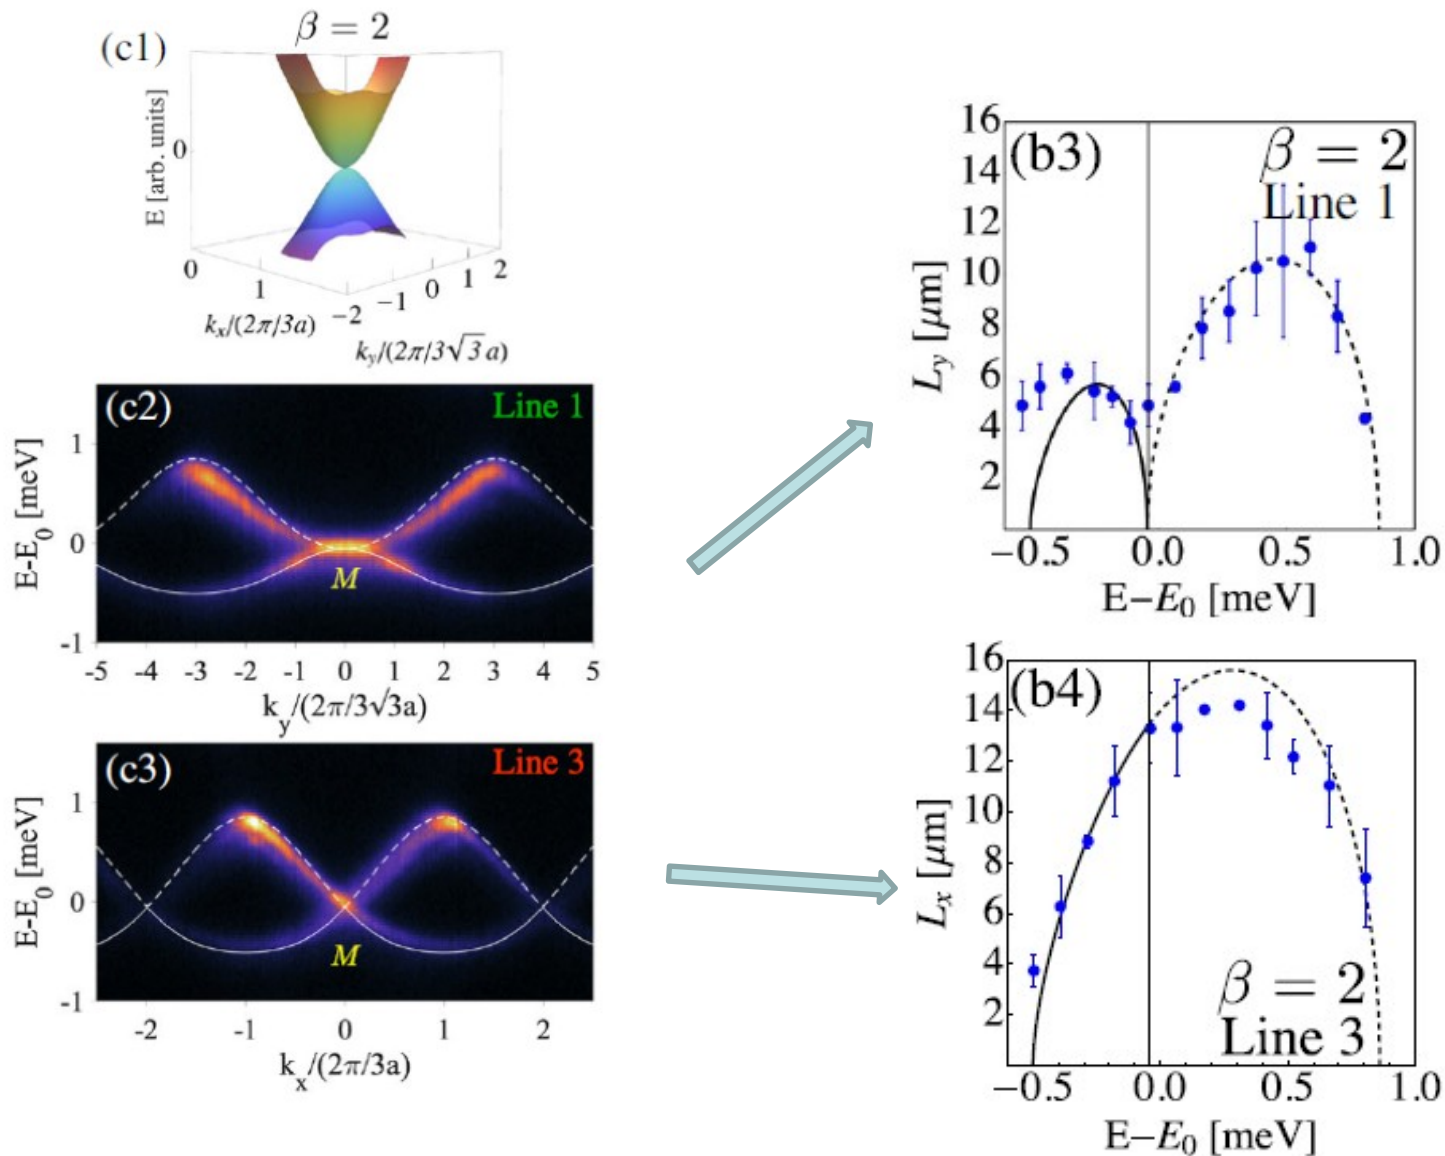 (c1)
β = 2
E [arb. units]
0
0
1
-2
-1
0
1
2
kₓ/(2π/3a)
k_y/(2π/3√3 a)
(c2)
Line 1
E-E₀ [meV]
1
0
-1
M
-5 -4 -3 -2 -1 0 1 2 3 4 5
k_y/(2π/3√3a)
(c3)
Line 3
E-E₀ [meV]
1
0
-1
M
-2 -1 0 1 2
kₓ/(2π/3a)
(b3)
β = 2
Line 1
L_y [μm]
16
14
12
10
8
6
4
2
−0.5 0.0 0.5 1.0
E−E₀ [meV]
(b4)
Lₓ [μm]
16
14
12
10
8
6
4
2
β = 2
Line 3
−0.5 0.0 0.5 1.0
E−E₀ [meV]